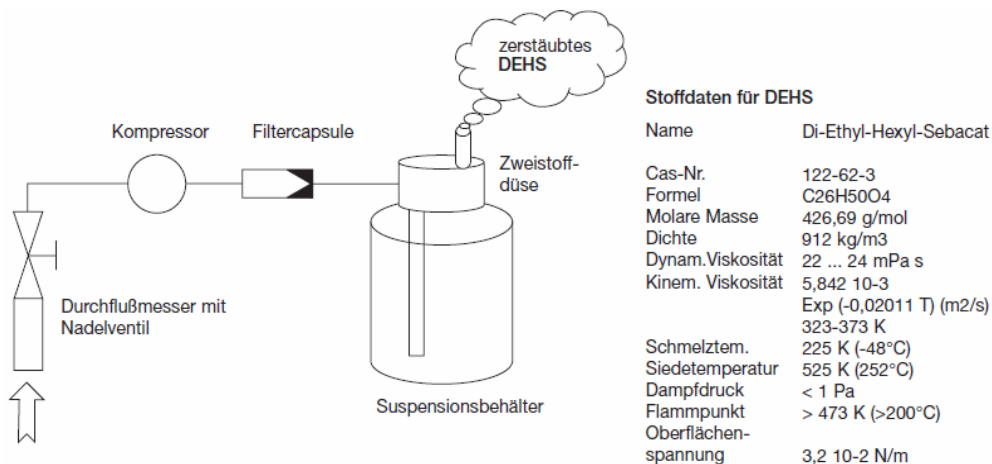 zerstäubtes
DEHS
Kompressor
Filtercapsule
Zweistoff-
düse
Durchflußmesser mit
Nadelventil
Suspensionsbehälter
Stoffdaten für DEHS
Name Di-Ethyl-Hexyl-Sebacat
Cas-Nr. 122-62-3
Formel C26H50O4
Molare Masse 426,69 g/mol
Dichte 912 kg/m3
Dynam.Viskosität 22 ... 24 mPa s
Kinem. Viskosität 5,842 10-3
Exp (-0,02011 T) (m2/s)
323-373 K
Schmelztem. 225 K (-48°C)
Siedetemperatur 525 K (252°C)
Dampfdruck < 1 Pa
Flammpunkt > 473 K (>200°C)
Oberflächen-
spannung 3,2 10-2 N/m